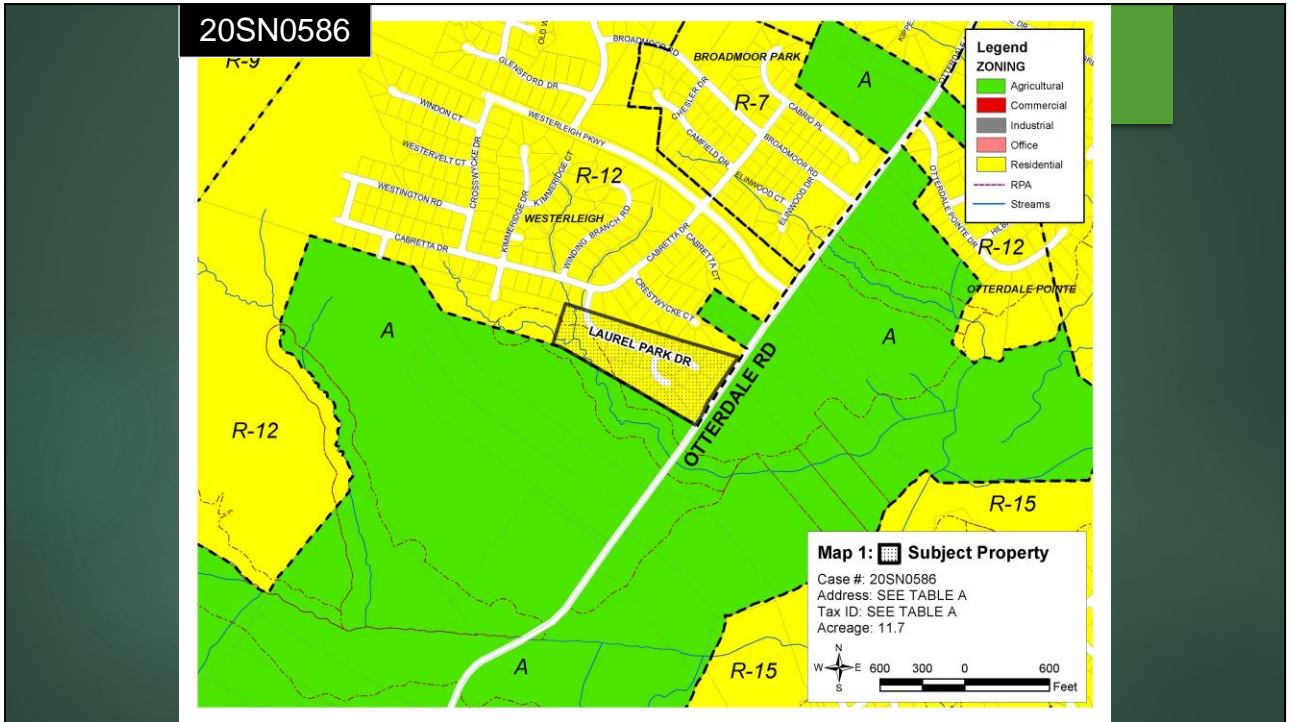 20SN0586
R-9
OLD W
GLENSFORD DR
BROADMOOR RD
BROADMOOR PARK
KIPPE
OTTERDALE
A
Legend
ZONING
Agricultural
Commercial
Industrial
Office
Residential
RPA
Streams
WINDON CT
WESTERLEIGH PKWY
CHESLER DR
R-7
CABRIO PL
CAMFIELD DR
BROADMOOR RD
WESTERVELT CT
CROSSWYCKE DR
KIMMERIDGE CT
R-12
ELINWOOD CT
ELINWOOD DR
OTTERDALE POINTE DR
WESTINGTON RD
KIMMERIDGE DR
WESTERLEIGH
WINDING BRANCH RD
CABRETTA DR
CABRETTA CT
R-12
CABRETTA DR
OTTERDALE POINTE
CRESTWYCKE CT
A
LAUREL PARK DR
A
OTTERDALE RD
R-12
R-15
Map 1: Subject Property
Case #: 20SN0586
Address: SEE TABLE A
Tax ID: SEE TABLE A
Acreage: 11.7
N
W E
S
600 300 0 600
Feet
A
R-15